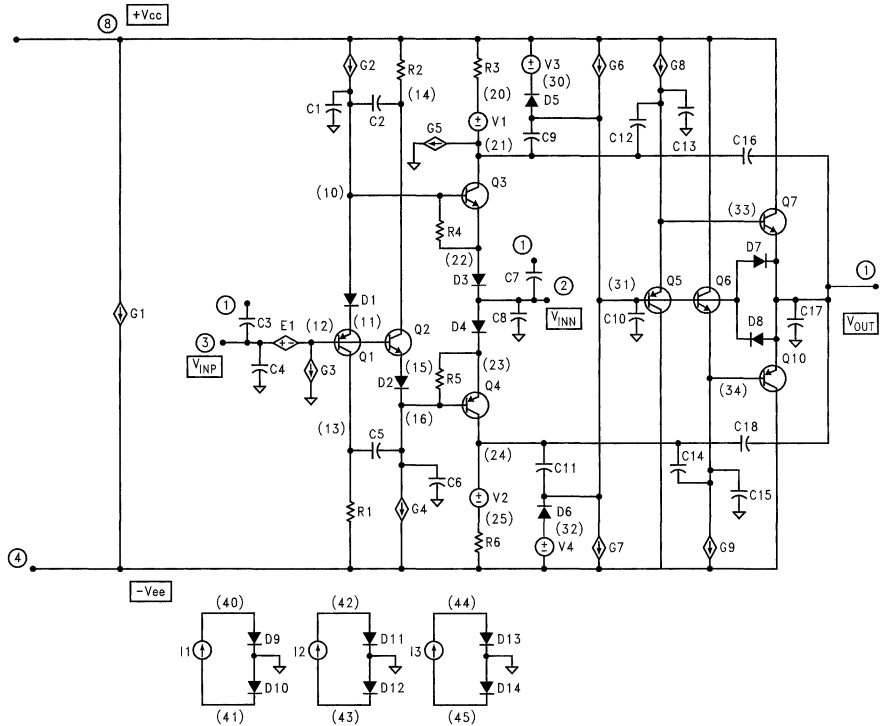 8 +Vcc
G2 R2 R3 V3 G6 G8
(30)
C1 (14) (20) D5
C2 V1 C12 C13
G5 C9 C16
(21)
Q3 Q7
(10) (33)
R4 1 D7
(22) C7 1
D3 2 (31) Q5 Q6
G1 1 D1 C8 C10 C17
C3 E1 (12) (11) D4 VINN VOUT
3 Q2 D8
VINP Q1 (15) (23) Q10
C4 G3 D2 R5 Q4 (34)
(16)
(13) C5 (24) C18
C11 C14
C6 V2 D6 C15
(25) (32)
R1 G4 R6 V4 G7 G9
4
-Vee
(40) (42) (44)
D9 D11 D13
I1 I2 I3
D10 D12 D14
(41) (43) (45)